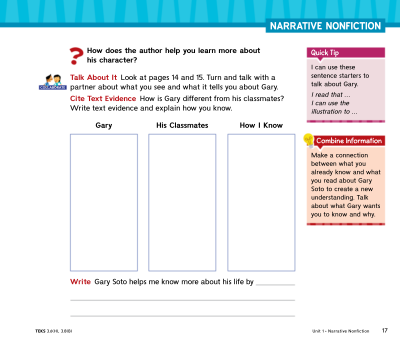 NARRATIVE NONFICTION
? How does the author help you learn more about
his character?
COLLABORATE
Talk About It Look at pages 14 and 15. Turn and talk with a
partner about what you see and what it tells you about Gary.
Cite Text Evidence How is Gary different from his classmates?
Write text evidence and explain how you know.
Gary His Classmates How I Know
Write Gary Soto helps me know more about his life by
Quick Tip
I can use these
sentence starters to
talk about Gary.
I read that ...
I can use the
illustration to ...
Combine Information
Make a connection
between what you
already know and what
you read about Gary
Soto to create a new
understanding. Talk
about what Gary wants
you to know and why.
Unit 1 • Narrative Nonfiction 17